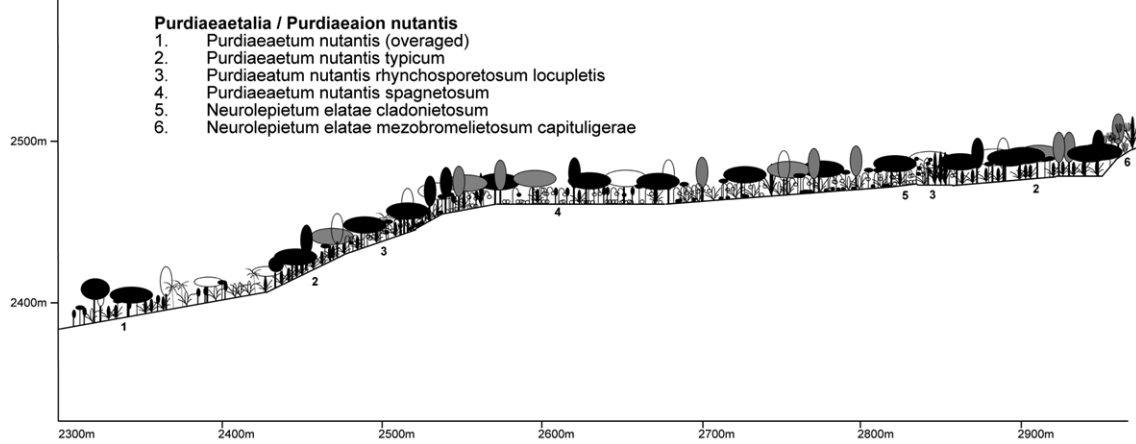 Purdiaeaetalia / Purdiaeaion nutantis
1. Purdiaeaetum nutantis (overaged)
2. Purdiaeaetum nutantis typicum
3. Purdiaeatum nutantis rhynchosporetosum locupletis
4. Purdiaeaetum nutantis spagnetosum
5. Neurolepietum elatae cladonietosum
6. Neurolepietum elatae mezobromelietosum capituligerae
2500m
6
5 3 2
4
3
2
2400m
1
2300m 2400m 2500m 2600m 2700m 2800m 2900m